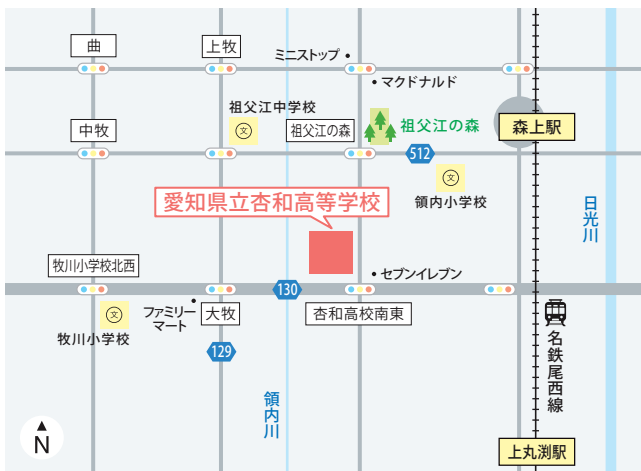 曲
上牧
ミニストップ
マクドナルド
祖父江中学校
文
中牧
祖父江の森
祖父江の森
森上駅
512
文
領内小学校
愛知県立杏和高等学校
日光川
牧川小学校北西
セブンイレブン
130
ファミリー
マート
大牧
杏和高校南東
文
牧川小学校
129
領内川
名鉄尾西線
N
上丸渕駅